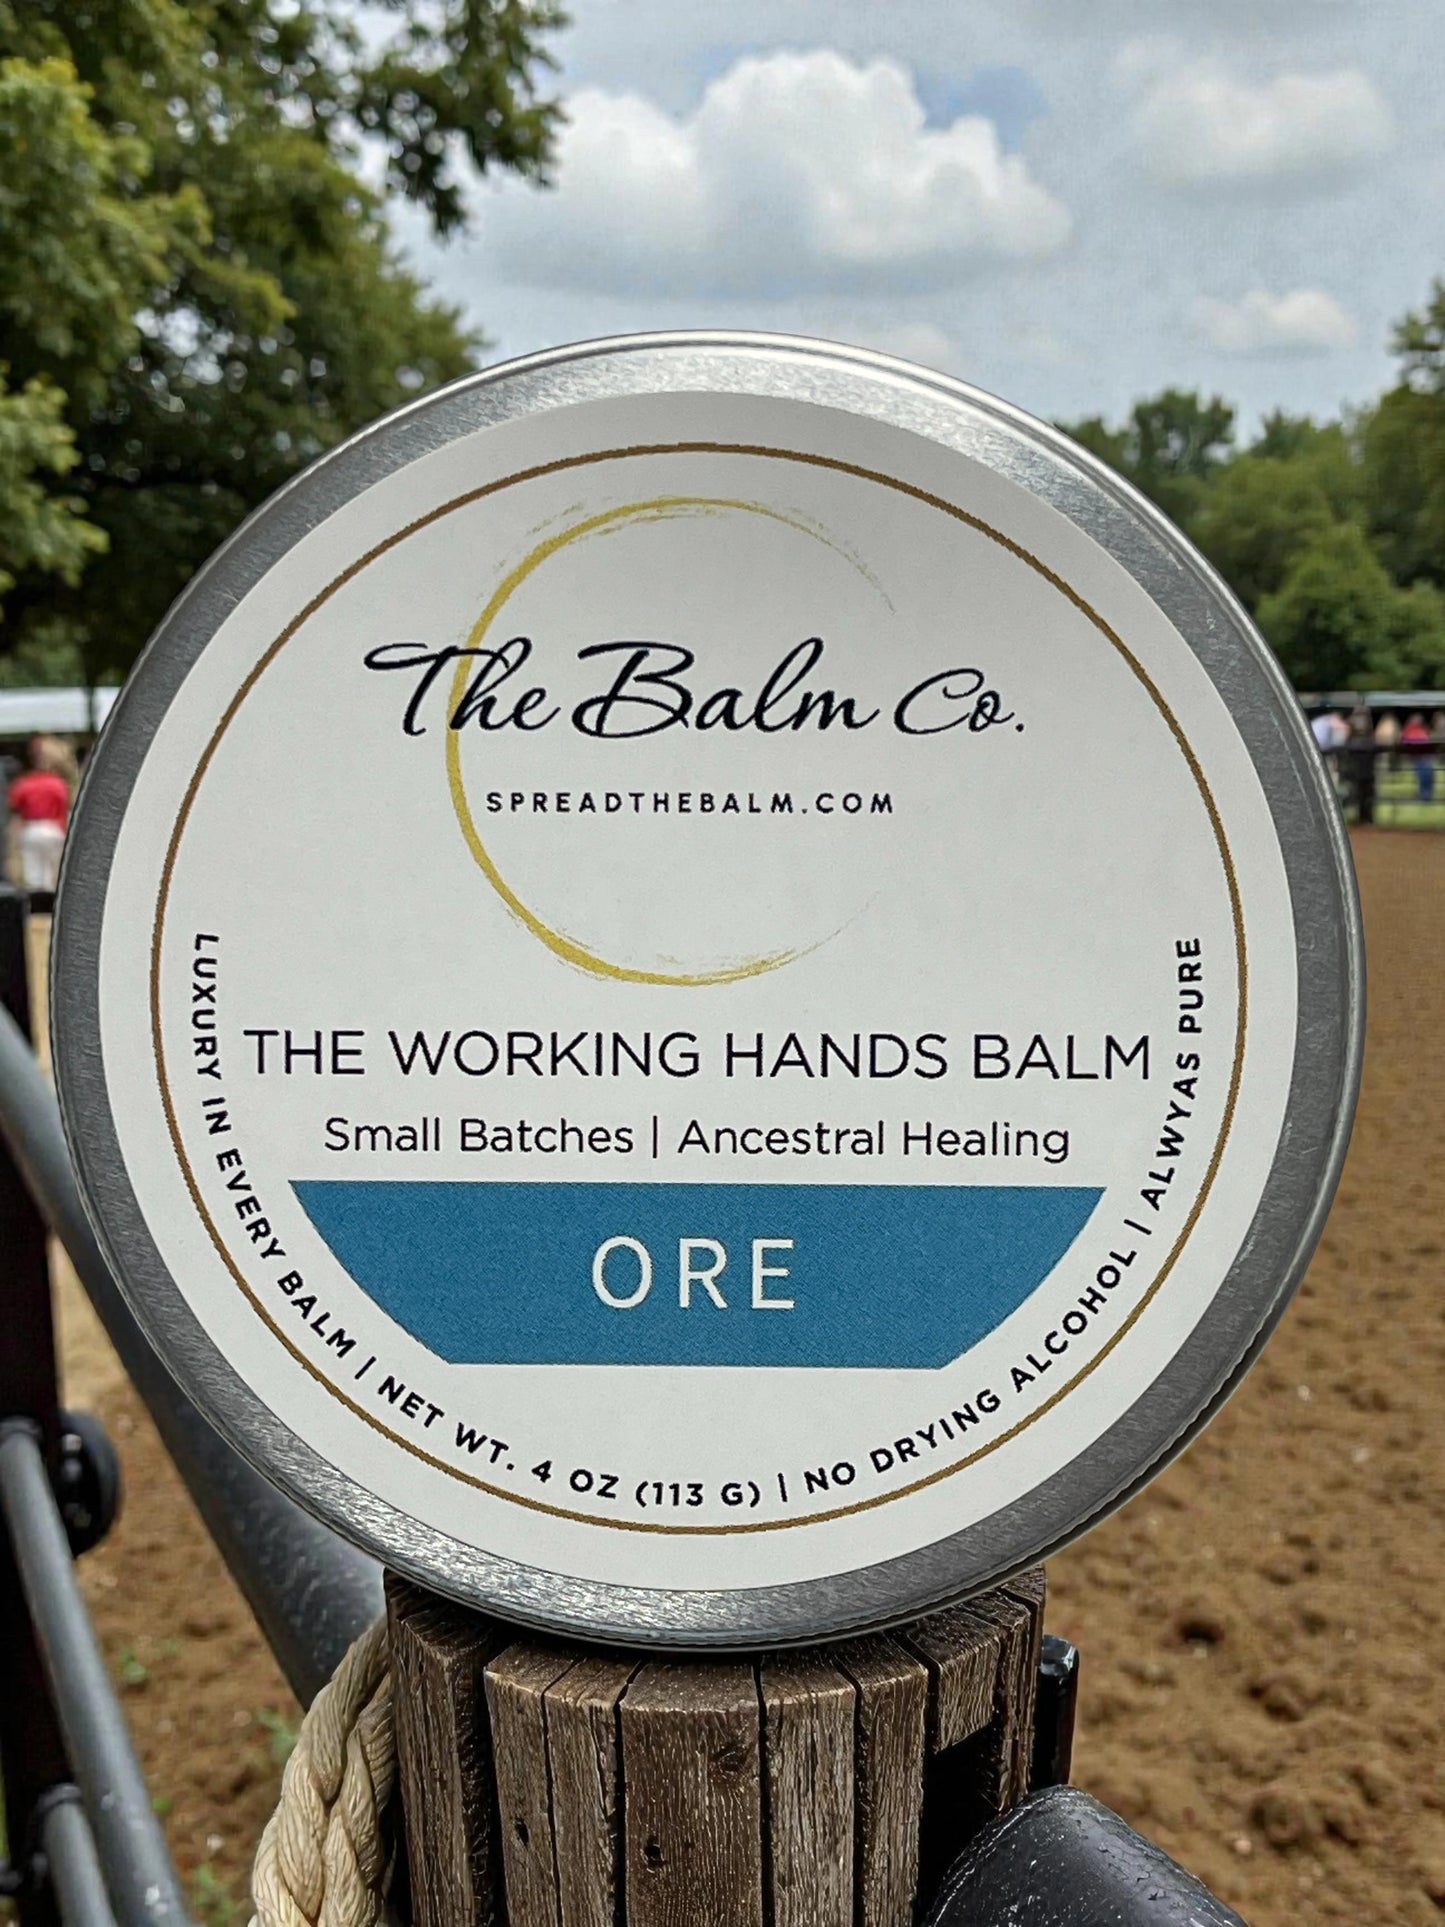 The Balm Co.
SPREADTHEBALM.COM
THE WORKING HANDS BALM
Small Batches | Ancestral Healing
ORE
LUXURY IN EVERY BALM | NET WT. 4 OZ (113 G) | NO DRYING ALCOHOL | ALWYAS PURE